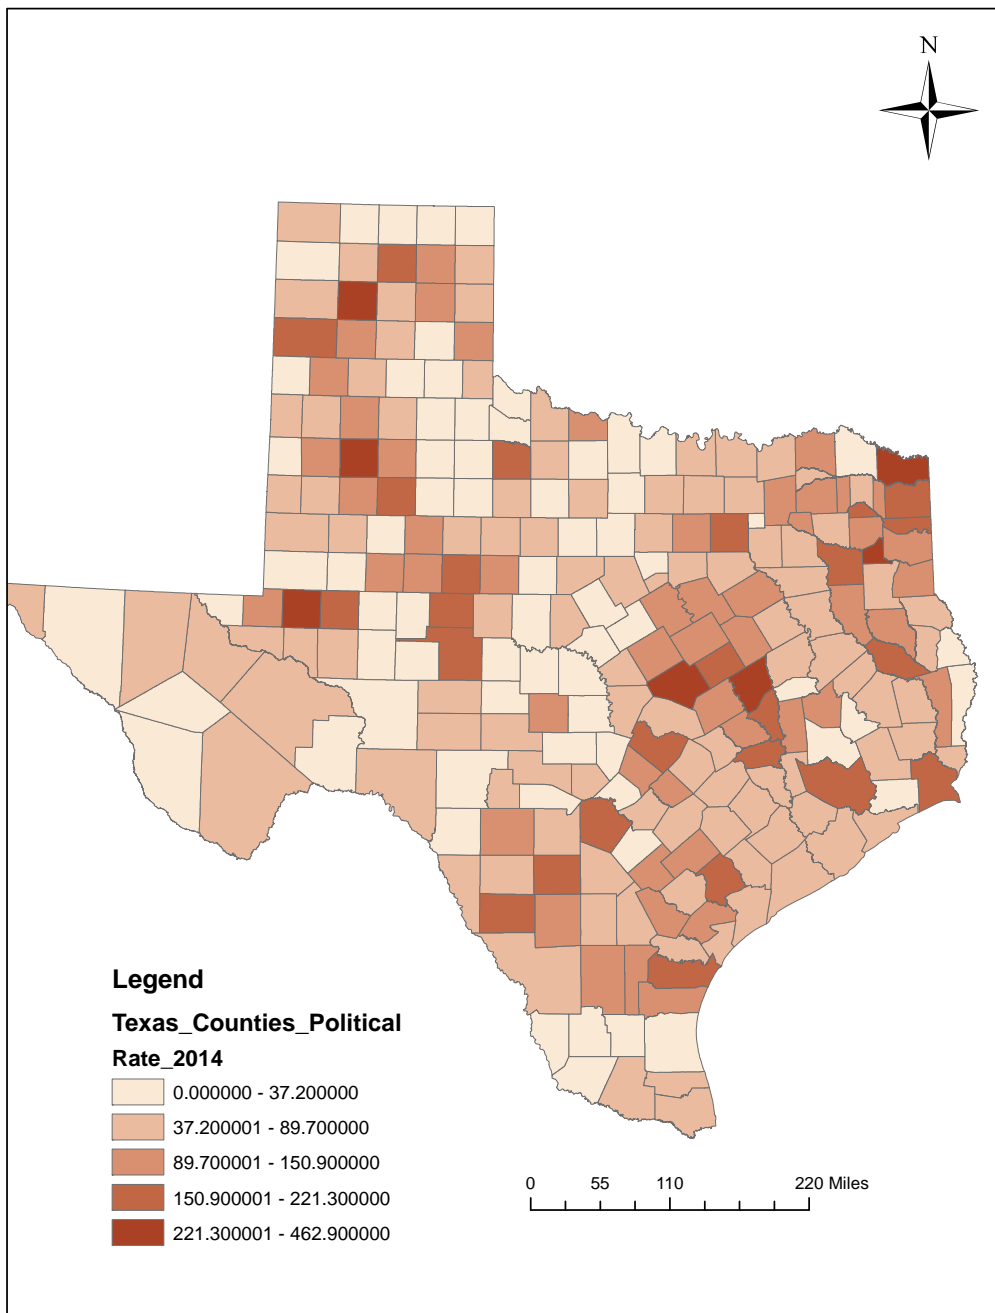 N
Legend
Texas_Counties_Political
Rate_2014
0.000000 - 37.200000
37.200001 - 89.700000
89.700001 - 150.900000
150.900001 - 221.300000
221.300001 - 462.900000
0 55 110 220 Miles